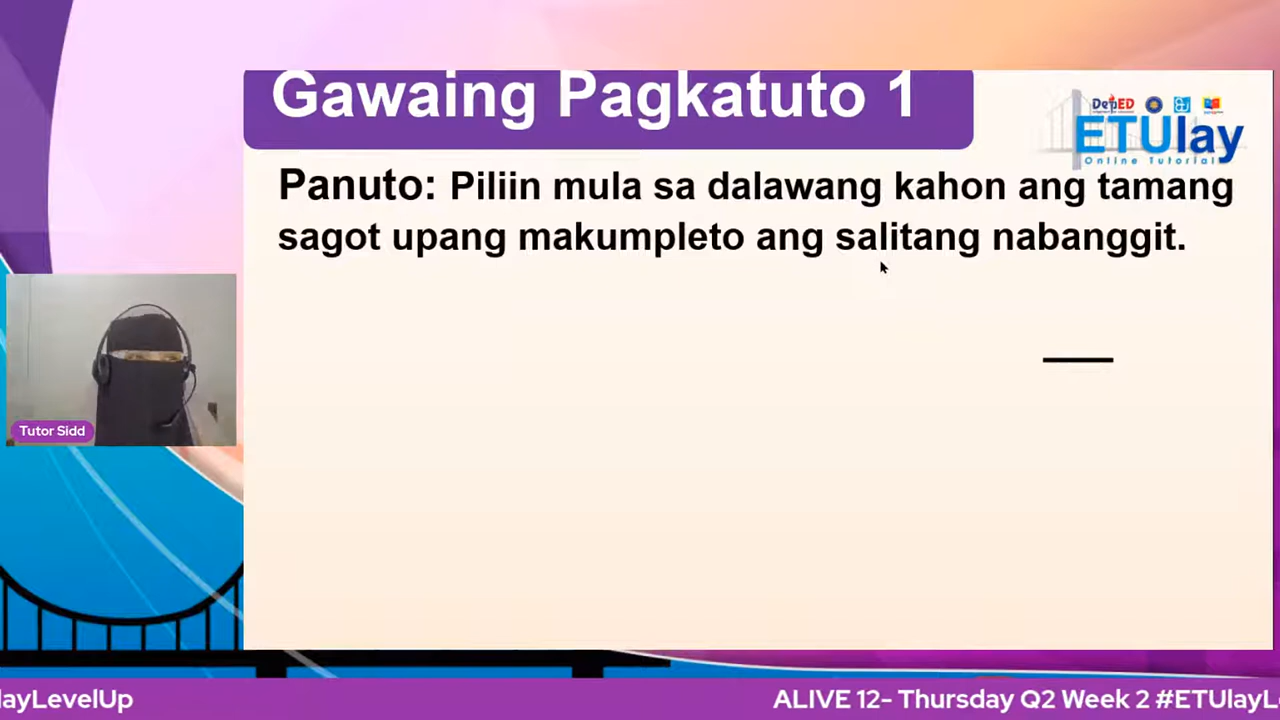 Gawaing Pagkatuto 1
DepED
ETUlay
Online Tutorial
Panuto: Piliin mula sa dalawang kahon ang tamang
sagot upang makumpleto ang salitang nabanggit.
Tutor Sidd
layLevelUp
ALIVE 12- Thursday Q2 Week 2 #ETUlayL